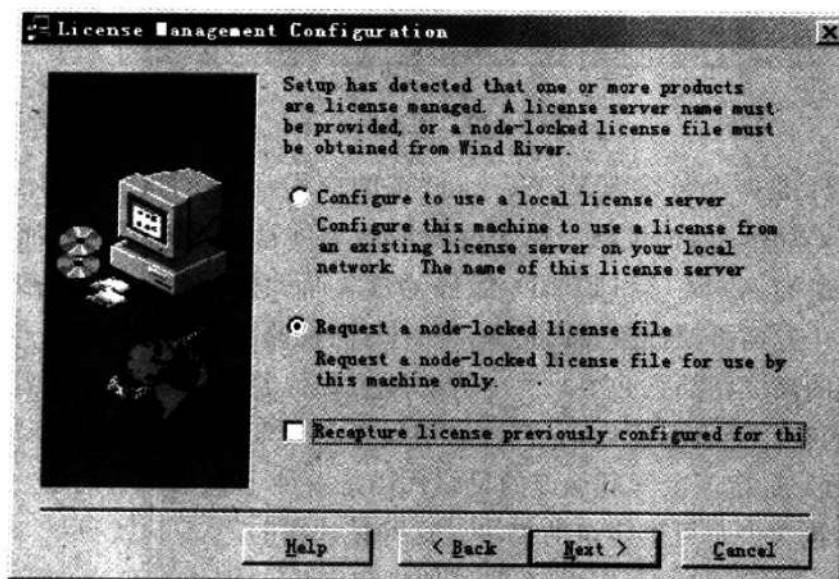 License Management Configuration
Setup has detected that one or more products
are license managed. A license server name must
be provided, or a node-locked license file must
be obtained from Wind River.
Configure to use a local license server
Configure this machine to use a license from
an existing license server on your local
network. The name of this license server
Request a node-locked license file
Request a node-locked license file for use by
this machine only.
Recapture license previously configured for thi
Help
< Back
Next >
Cancel